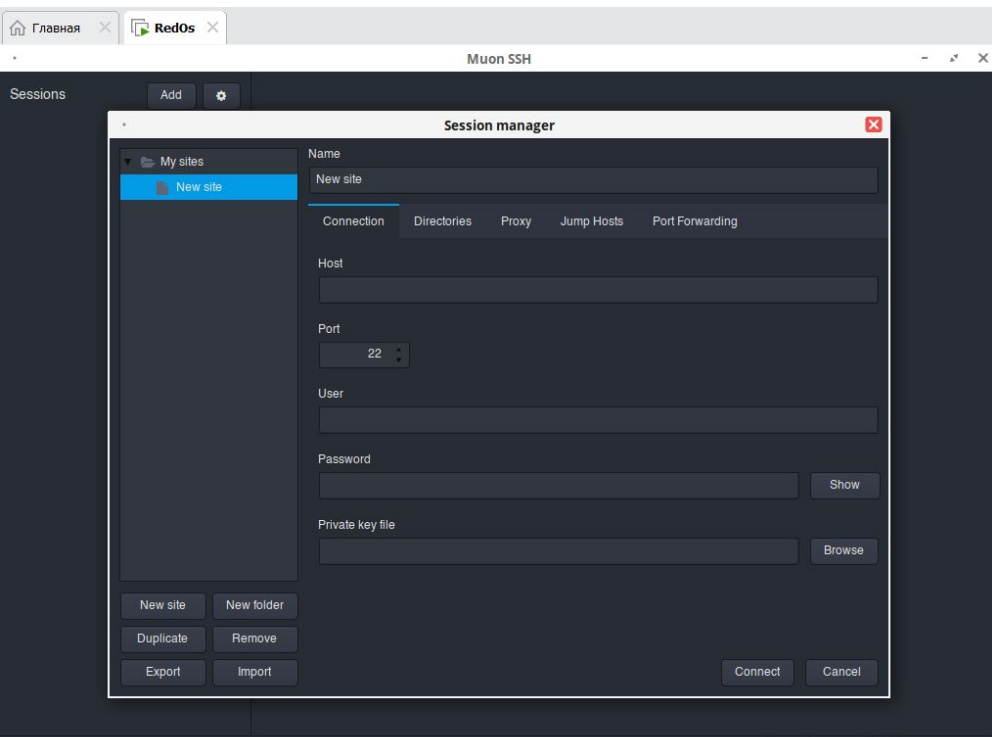 Главная
RedOs
Muon SSH
Sessions
Add
Session manager
My sites
New site
Name
New site
Connection Directories Proxy Jump Hosts Port Forwarding
Host
Port
22
User
Password
Show
Private key file
Browse
New site New folder
Duplicate Remove
Export Import
Connect Cancel